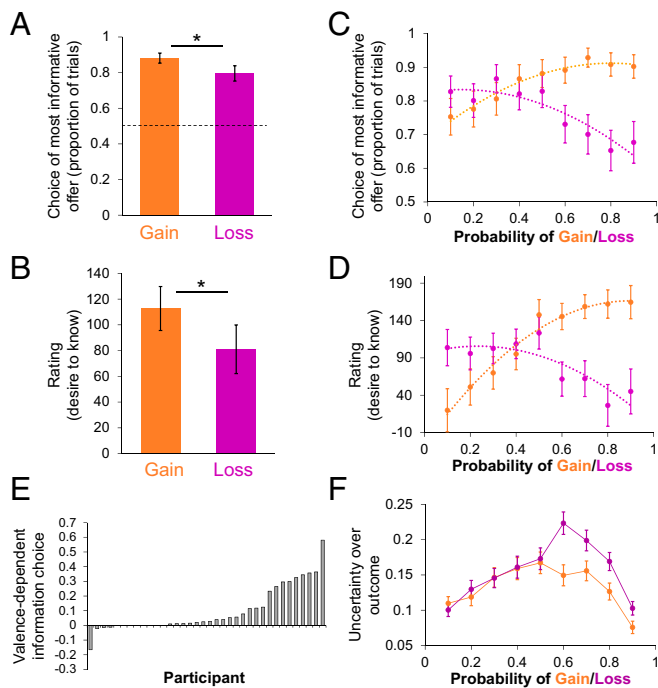 A
Choice of most informative
offer (proportion of trials)
1
0.8
0.6
0.4
0.2
0
*
Gain
Loss
C
Choice of most informative
offer (proportion of trials)
1
0.9
0.8
0.7
0.6
0.5
0 0.2 0.4 0.6 0.8 1
Probability of Gain/Loss
B
Rating
(desire to know)
140
120
100
80
60
40
20
0
*
Gain
Loss
D
Rating
(desire to know)
190
90
-10
0 0.2 0.4 0.6 0.8 1
Probability of Gain/Loss
E
Valence-dependent
information choice
0.7
0.6
0.5
0.4
0.3
0.2
0.1
0
-0.1
-0.2
-0.3
Participant
F
Uncertainty over
outcome
0.25
0.2
0.15
0.1
0.05
0 0.2 0.4 0.6 0.8 1
Probability of Gain/Loss